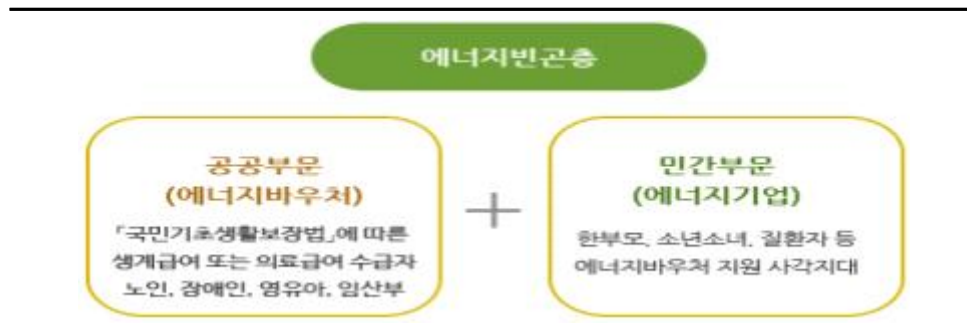 에너지빈곤층
공공부문
(에너지바우처)
「국민기초생활보장법」에 따른
생계급여 또는 의료급여 수급자
노인, 장애인, 영유아, 임산부
+
민간부문
(에너지기업)
한부모, 소년소녀, 질환자 등
에너지바우처 지원 사각지대